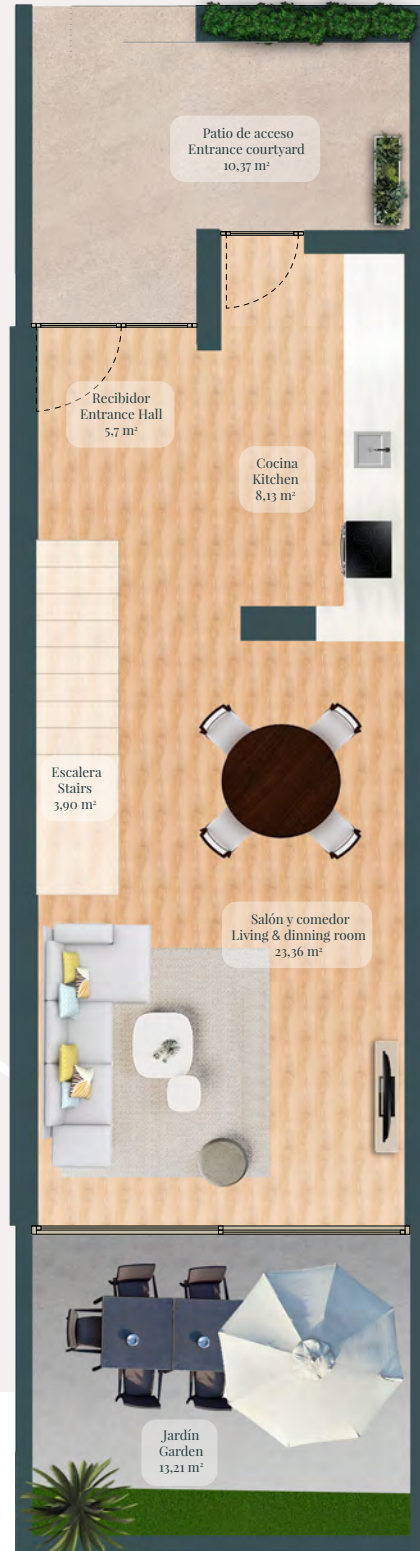 Patio de acceso
Entrance courtyard
10,37 m²
Recibidor
Entrance Hall
5,7 m²
Cocina
Kitchen
8,13 m²
Escalera
Stairs
3,90 m²
Salón y comedor
Living & dinning room
23,36 m²
Jardín
Garden
13,21 m²